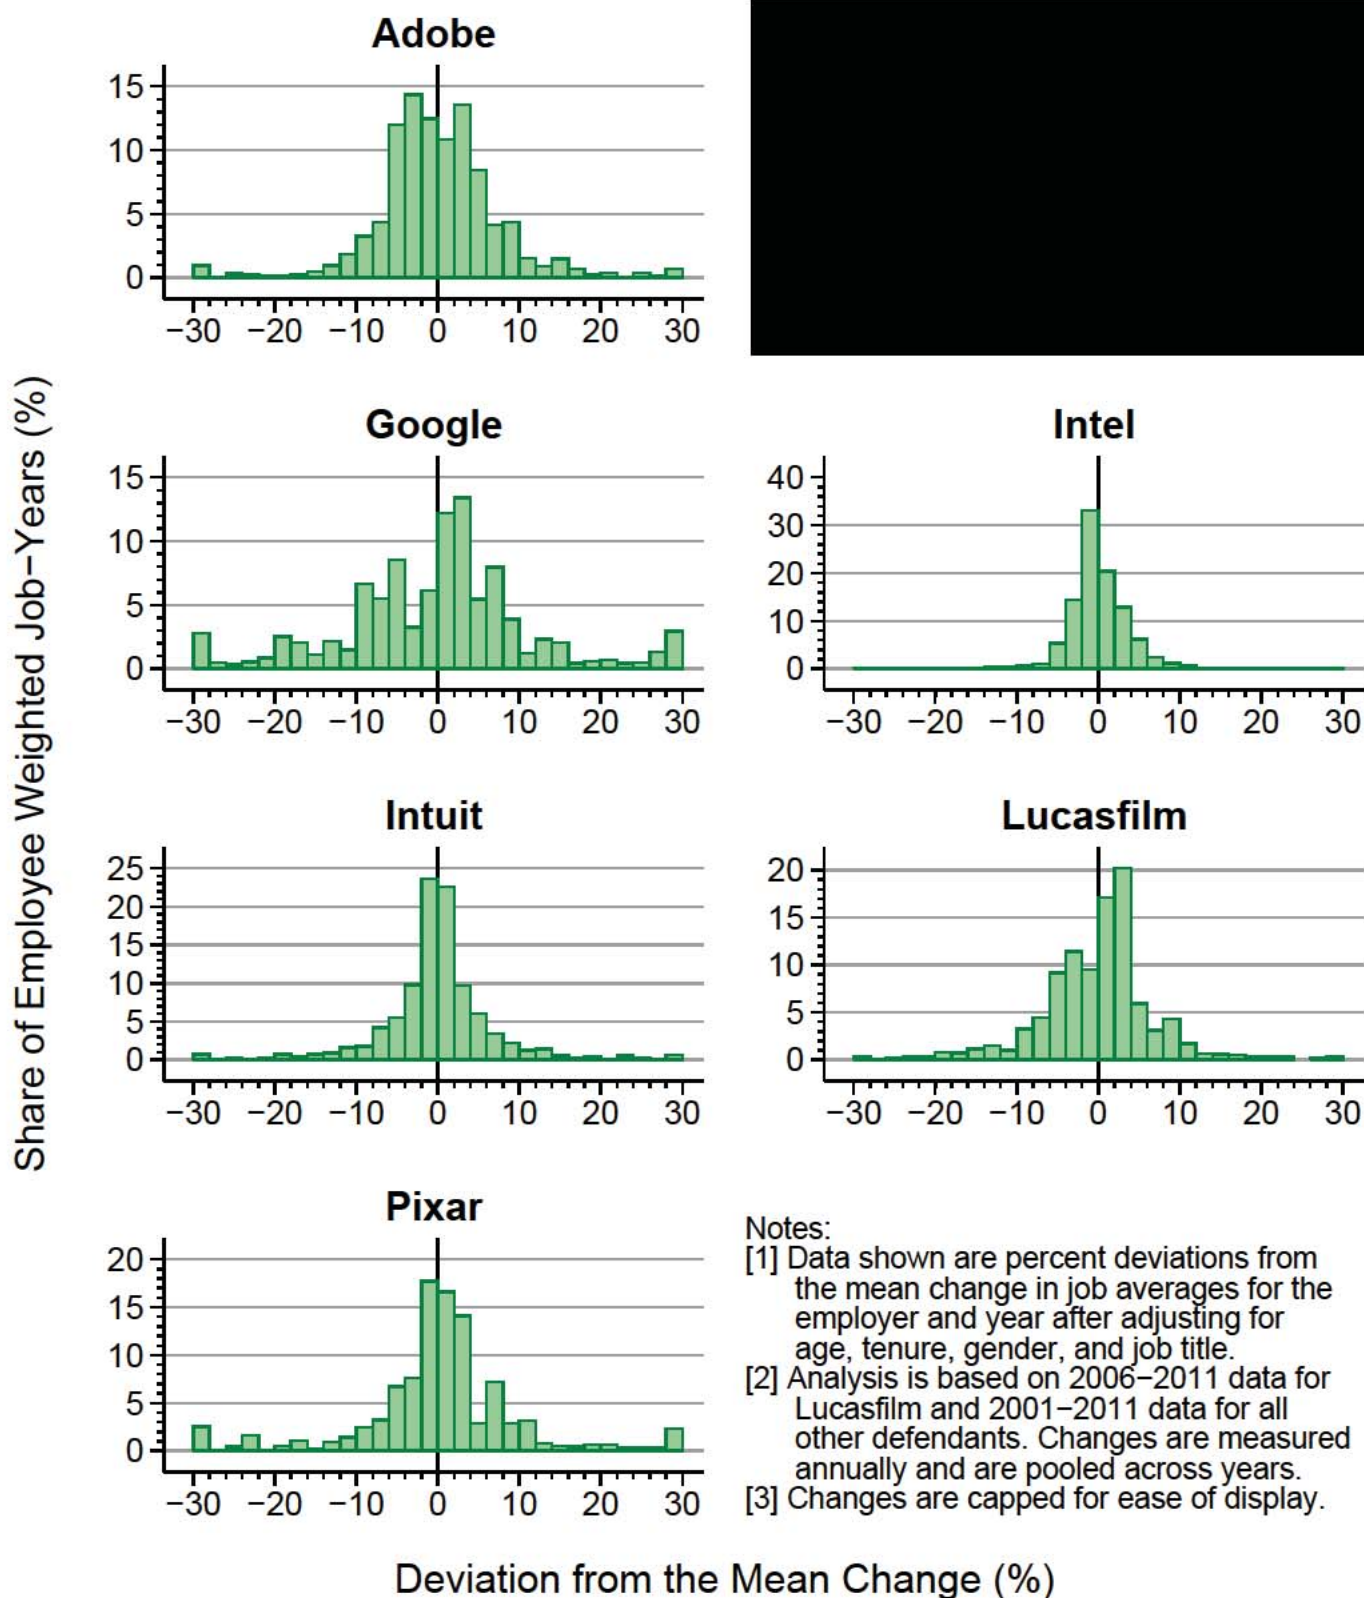 Adobe
15
10
5
0
−30 −20 −10 0 10 20 30
Share of Employee Weighted Job−Years (%)
Google
15
10
5
0
−30 −20 −10 0 10 20 30
Intel
40
30
20
10
0
−30 −20 −10 0 10 20 30
Intuit
25
20
15
10
5
0
−30 −20 −10 0 10 20 30
Lucasfilm
20
15
10
5
0
−30 −20 −10 0 10 20 30
Pixar
20
15
10
5
0
−30 −20 −10 0 10 20 30
Notes:
[1] Data shown are percent deviations from
the mean change in job averages for the
employer and year after adjusting for
age, tenure, gender, and job title.
[2] Analysis is based on 2006−2011 data for
Lucasfilm and 2001−2011 data for all
other defendants. Changes are measured
annually and are pooled across years.
[3] Changes are capped for ease of display.
Deviation from the Mean Change (%)